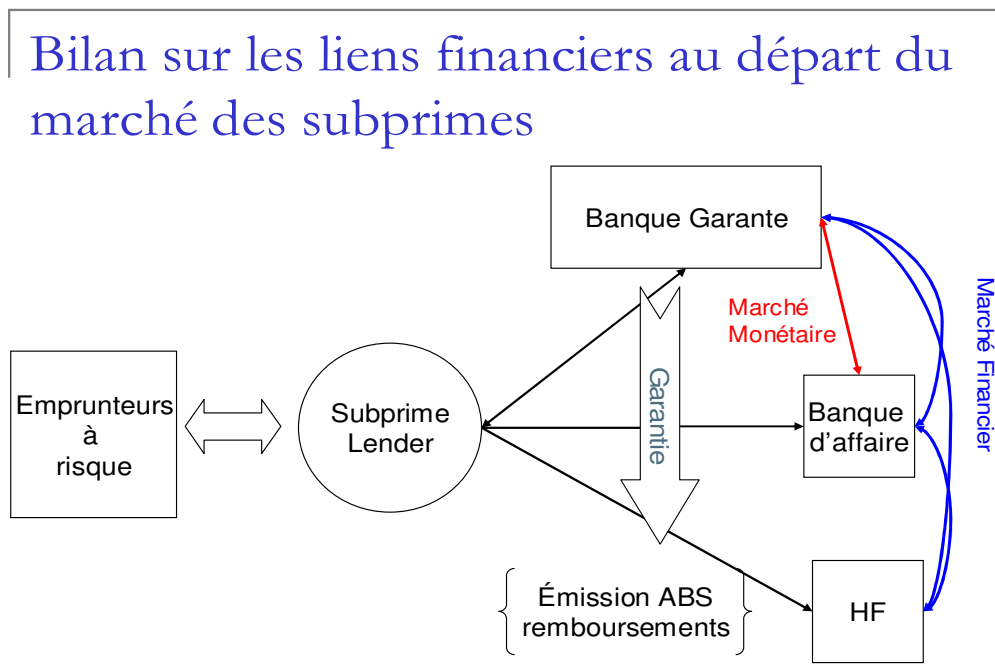 Bilan sur les liens financiers au départ du
marché des subprimes
Banque Garante
Marché
Monétaire
Marché Financier
Emprunteurs
à
risque
Subprime
Lender
Garantie
Banque
d'affaire
Émission ABS
remboursements
HF